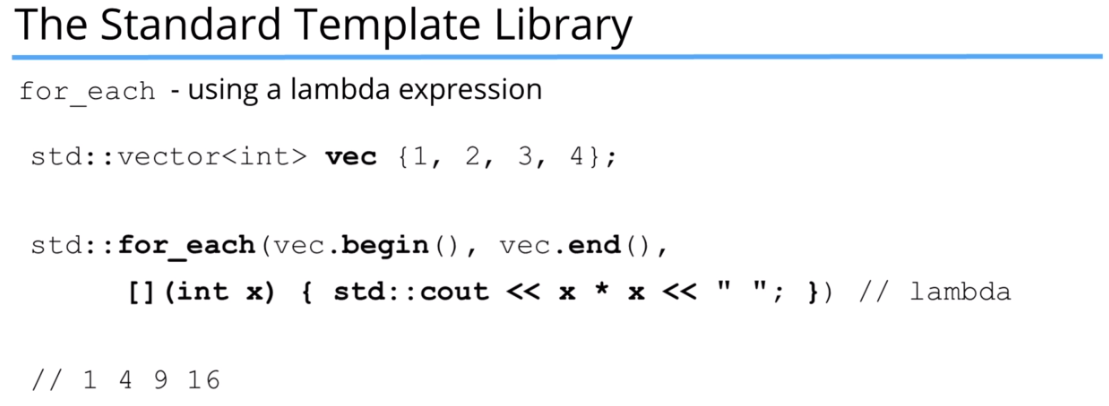 The Standard Template Library
for_each - using a lambda expression
std::vector<int> vec {1, 2, 3, 4};
std::for_each(vec.begin(), vec.end(),
[](int x) { std::cout << x * x << " "; }) // lambda
// 1 4 9 16